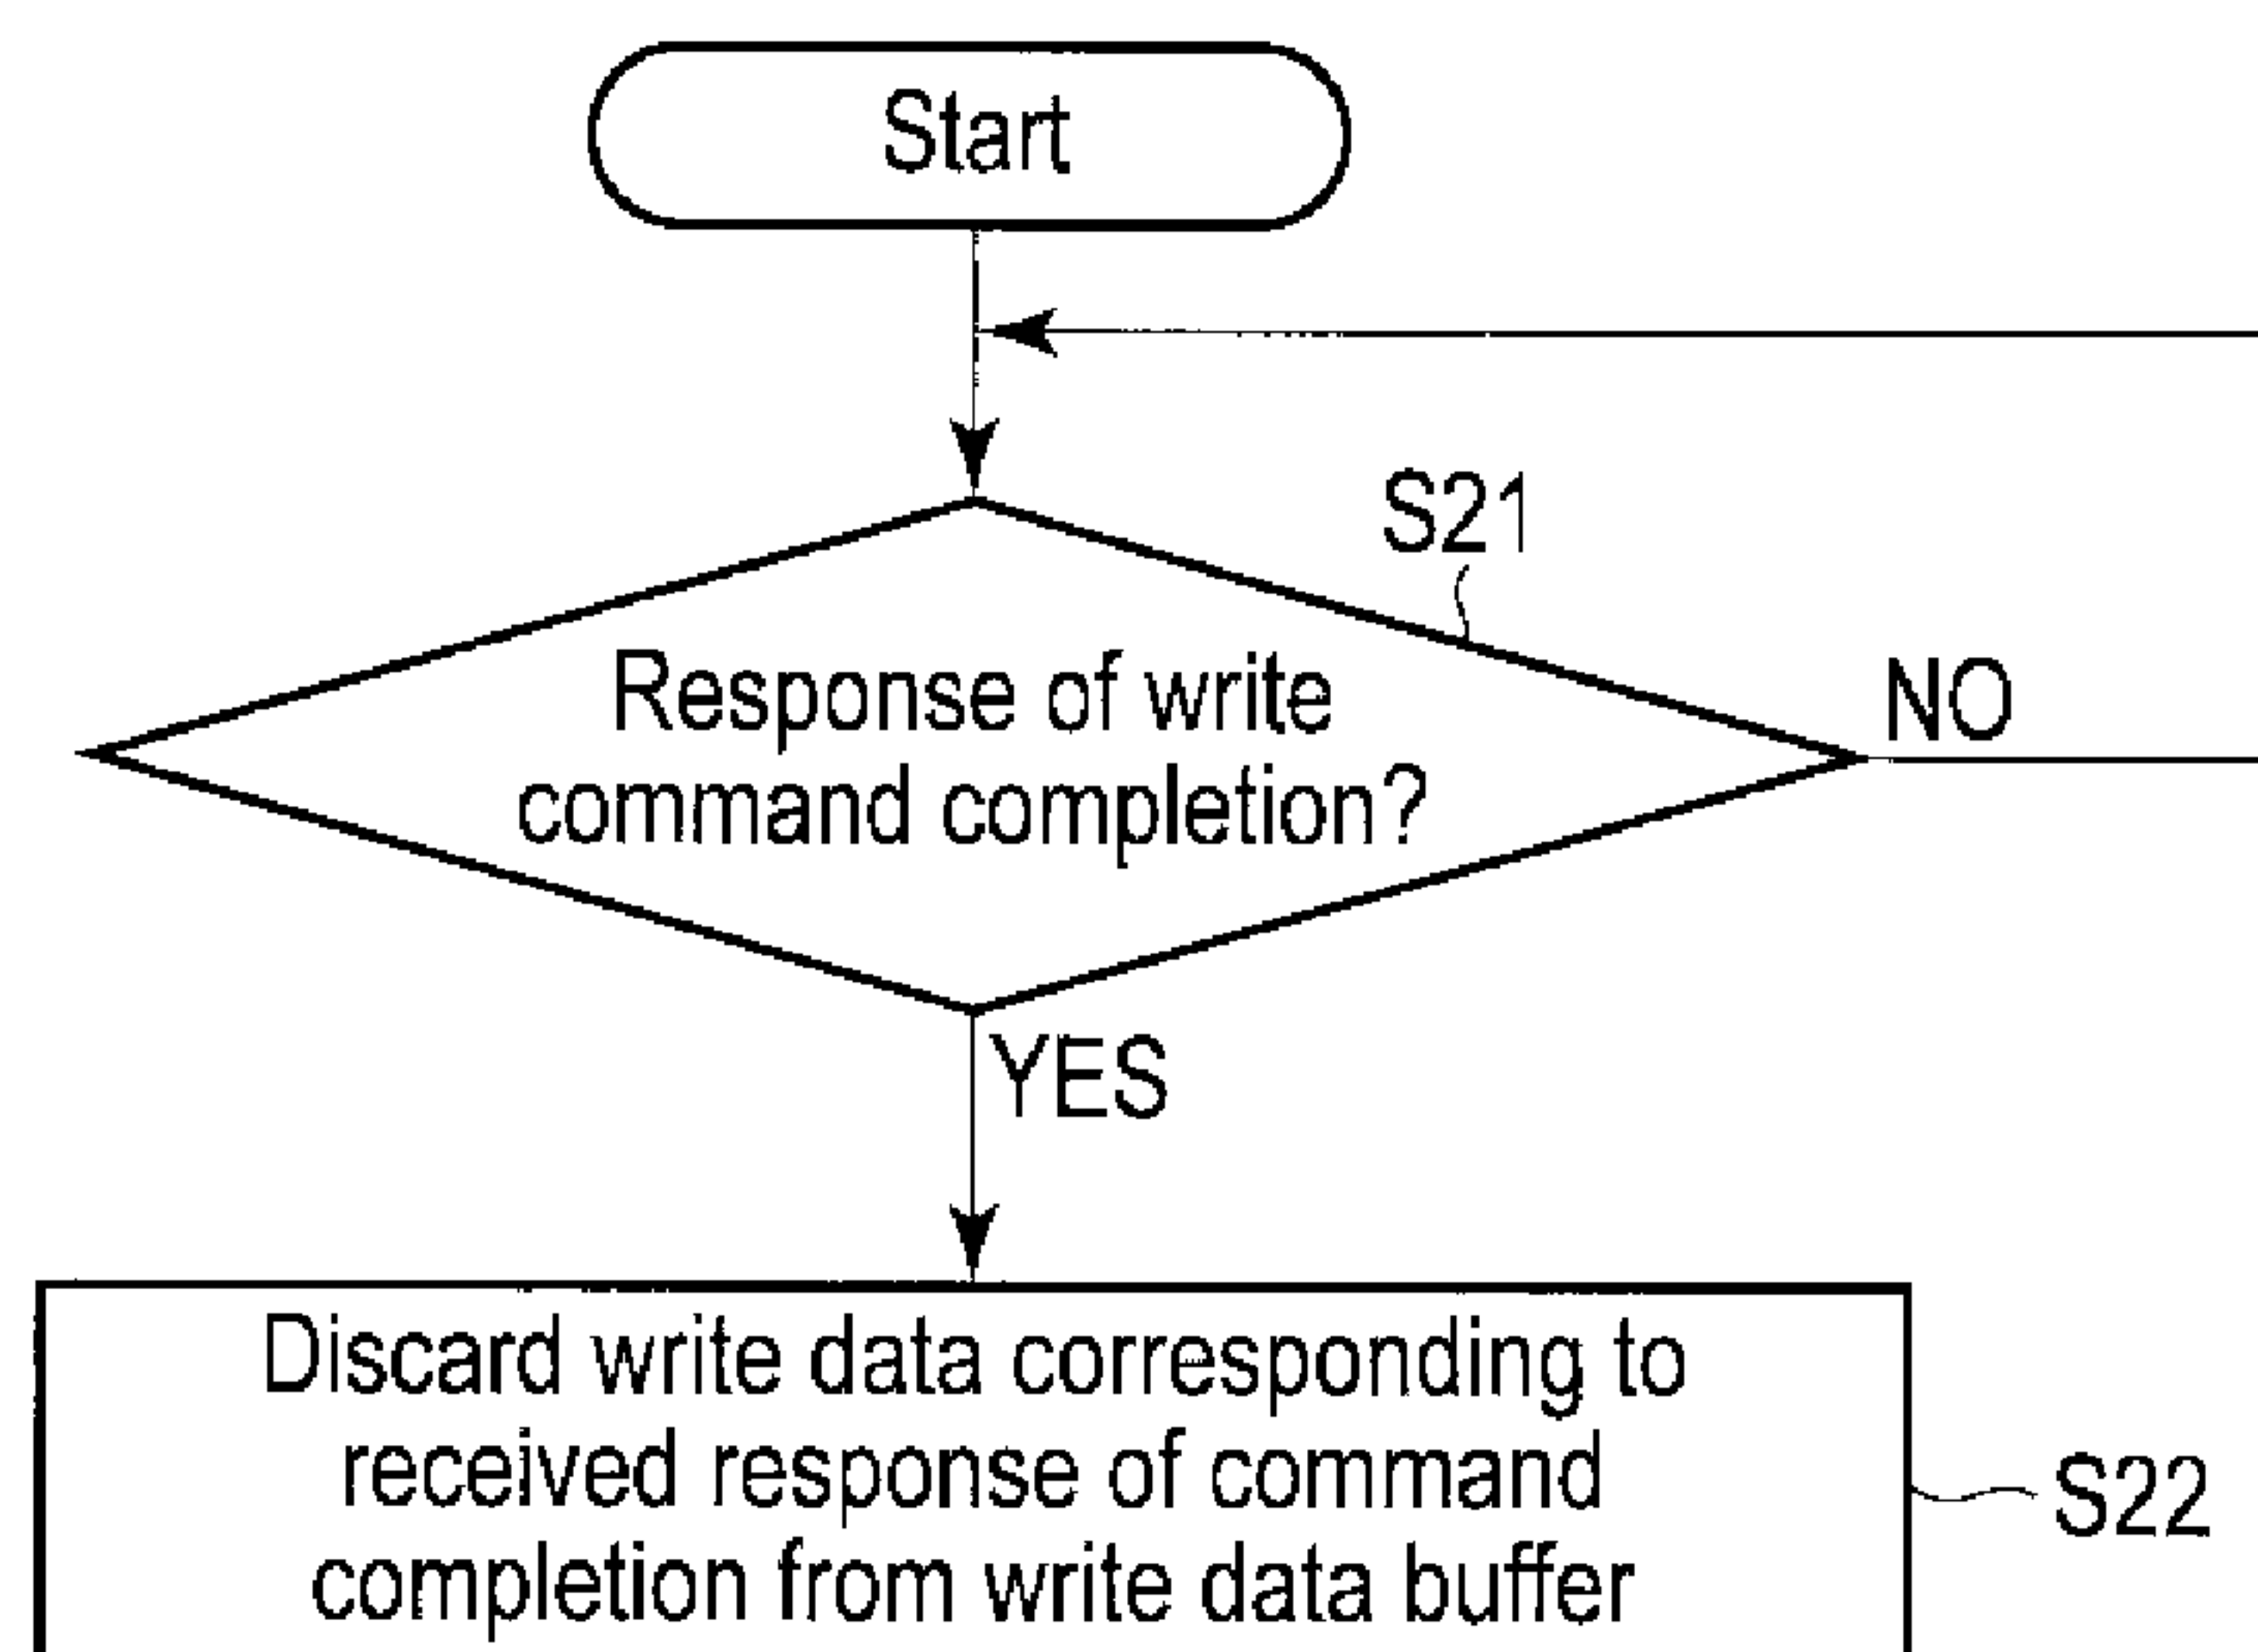 Start
S21
Response of write
command completion?
NO
YES
Discard write data corresponding to
received response of command
completion from write data buffer
S22